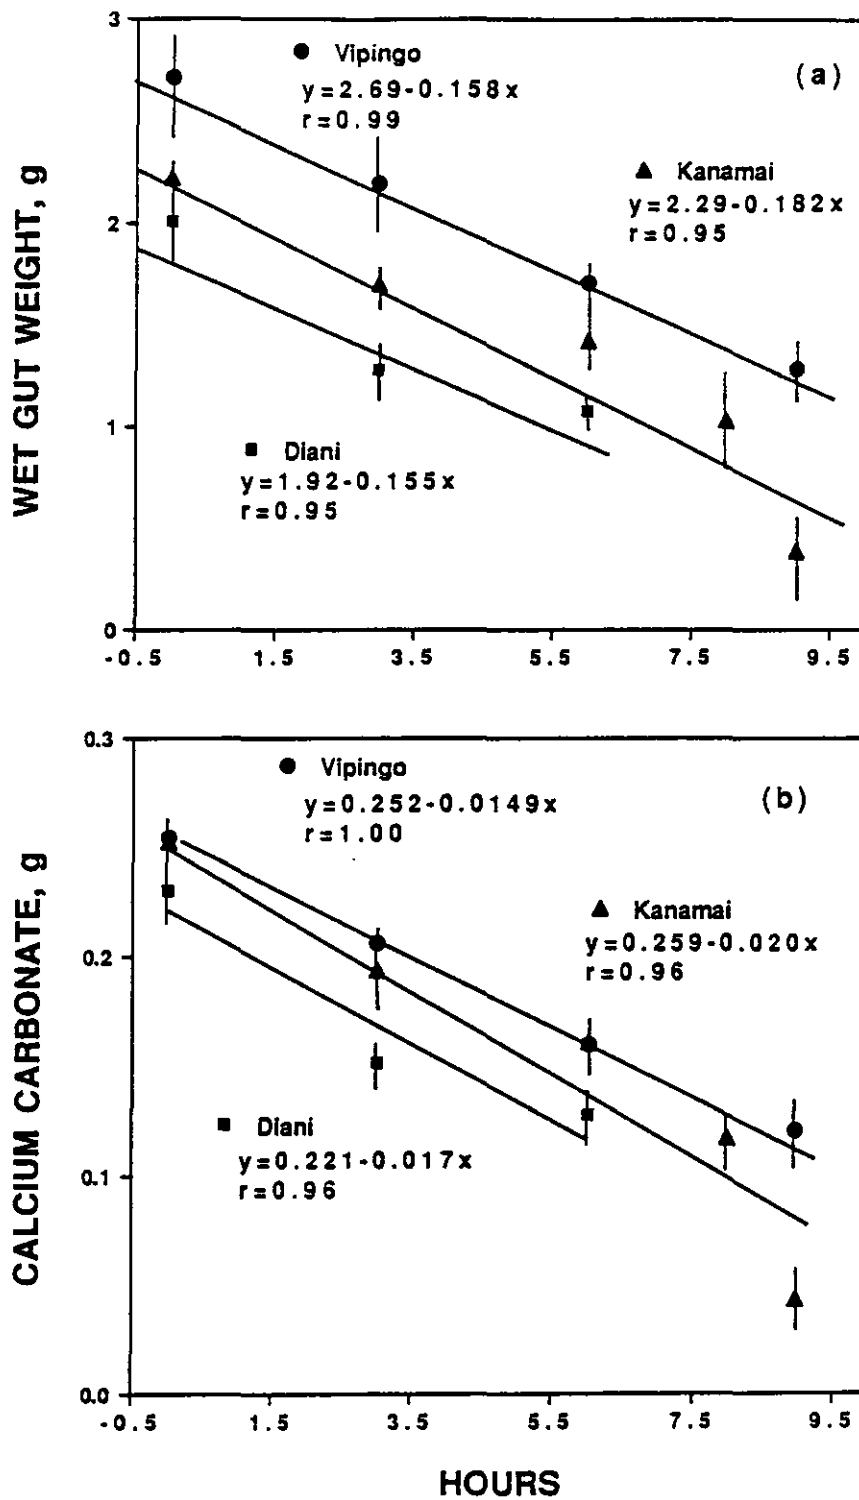 3
● Vipingo
(a)
y=2.69-0.158x
r=0.99
▲ Kanamai
y=2.29-0.182x
r=0.95
2
WET GUT WEIGHT, g
1
■ Diani
y=1.92-0.155x
r=0.95
0
-0.5 1.5 3.5 5.5 7.5 9.5
0.3
● Vipingo
(b)
y=0.252-0.0149x
r=1.00
▲ Kanamai
y=0.259-0.020x
r=0.96
0.2
CALCIUM CARBONATE, g
■ Diani
y=0.221-0.017x
r=0.96
0.1
0.0
-0.5 1.5 3.5 5.5 7.5 9.5
HOURS